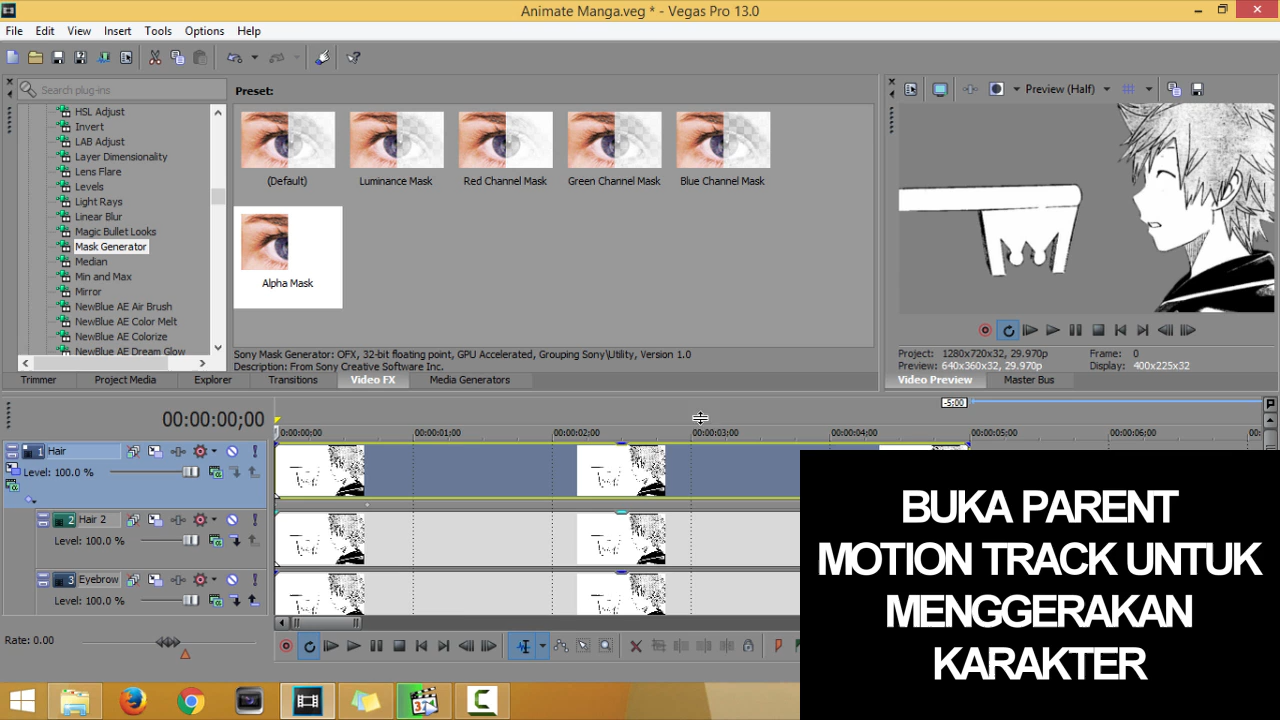 Animate Manga.veg * - Vegas Pro 13.0
File Edit View Insert Tools Options Help
Search plug-ins
HSL Adjust
Invert
LAB Adjust
Layer Dimensionality
Lens Flare
Levels
Light Rays
Linear Blur
Magic Bullet Looks
Mask Generator
Median
Min and Max
Mirror
NewBlue AE Air Brush
NewBlue AE Color Melt
NewBlue AE Colorize
NewBlue AE Dream Glow
Preset:
(Default) Luminance Mask Red Channel Mask Green Channel Mask Blue Channel Mask
Alpha Mask
Sony Mask Generator: OFX, 32-bit floating point, GPU Accelerated, Grouping Sony\Utility, Version 1.0
Description: From Sony Creative Software Inc.
Trimmer Project Media Explorer Transitions Video FX Media Generators
Preview (Half)
Project: 1280x720x32, 29.970p Frame: 0
Preview: 640x360x32, 29.970p Display: 400x225x32
Video Preview Master Bus
00:00:00;00
-5;00
00:00:00;00 00:00:01;00 00:00:02;00 00:00:03;00 00:00:04;00 00:00:05;00 00:00:06;00 00:
1 Hair
Level: 100.0 %
2 Hair 2
Level: 100.0 %
3 Eyebrow
Level: 100.0 %
Rate: 0.00
BUKA PARENT
MOTION TRACK UNTUK
MENGGERAKAN
KARAKTER
37